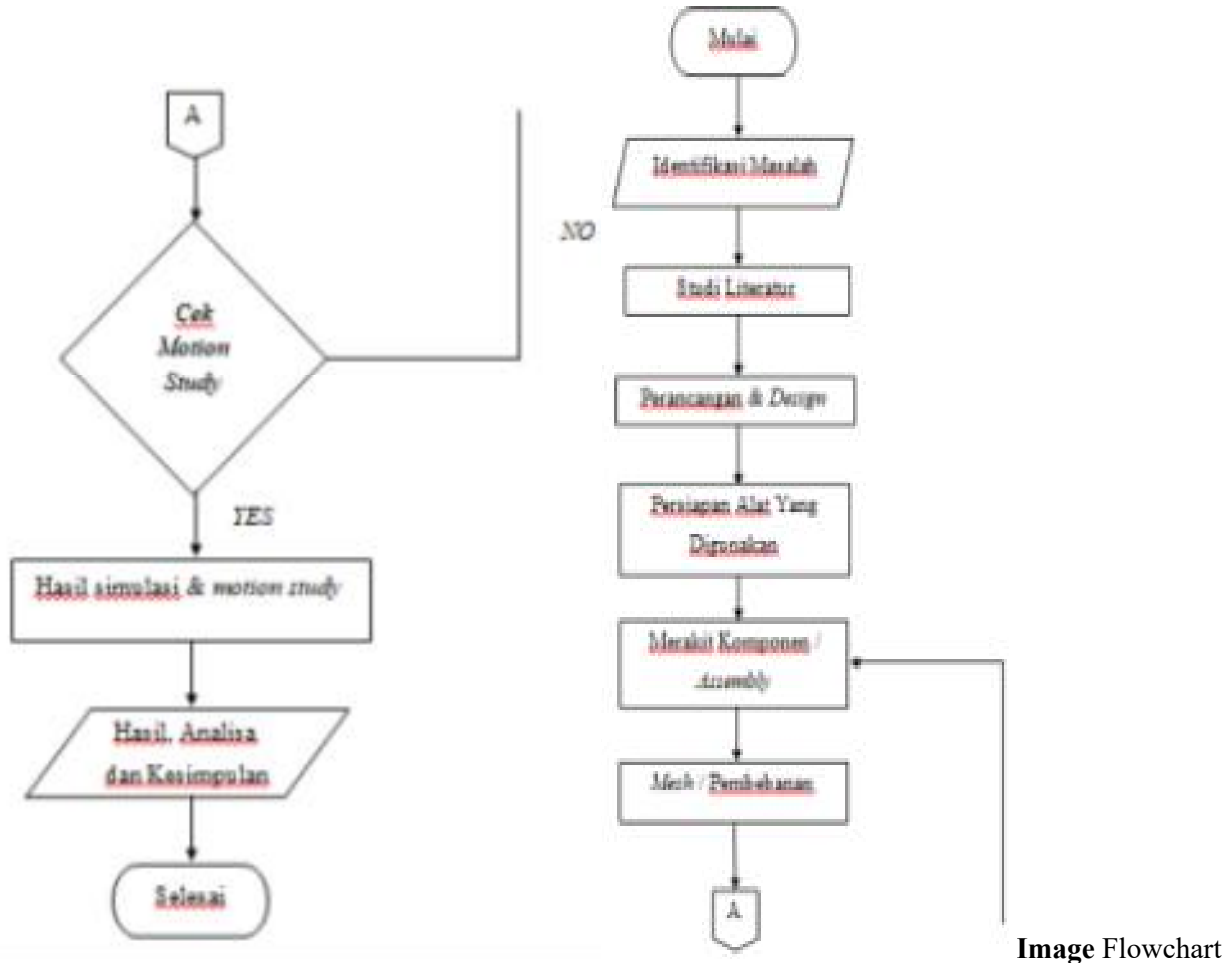 Mulai
Identifikasi Masalah
Studi Literatur
Perancangan & Design
Persiapan Alat Yang
Digunakan
Merakit Komponen /
Assembly
Mesh / Pembebanan
A
A
Cek
Motion
Study
NO
YES
Hasil simulasi & motion study
Hasil, Analisa
dan Kesimpulan
Selesai
Image Flowchart